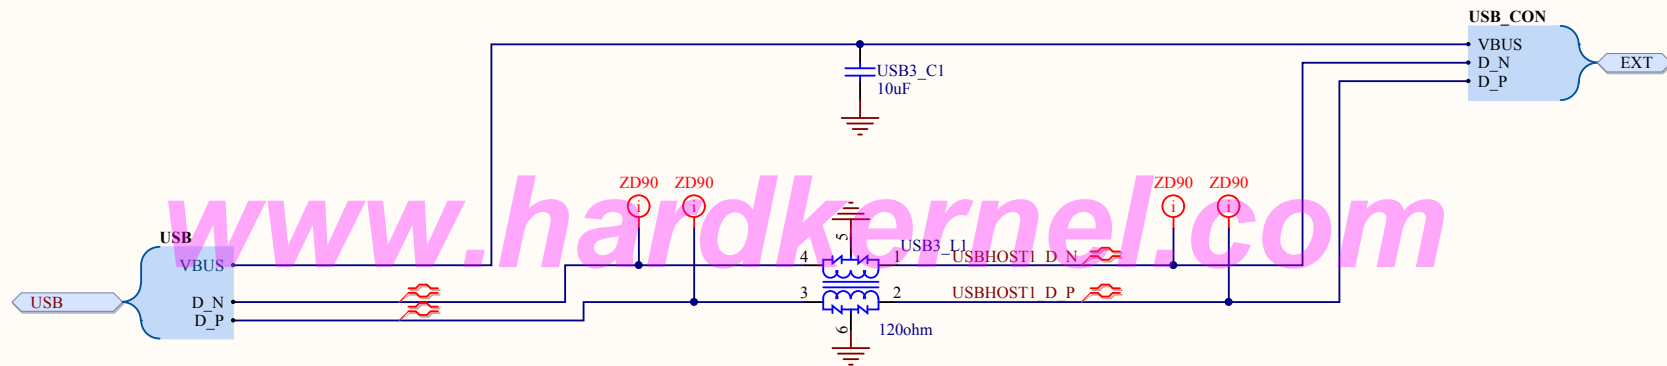 USB_CON
VBUS
D_N
D_P
EXT
USB3_C1
10uF
ZD90
ZD90
ZD90
ZD90
www.hardkernel.com
USB
VBUS
D_N
D_P
USB
5
4
1
USB3_L1
USBHOST1_D_N
3
2
USBHOST1_D_P
6
120ohm
i
i
i
i